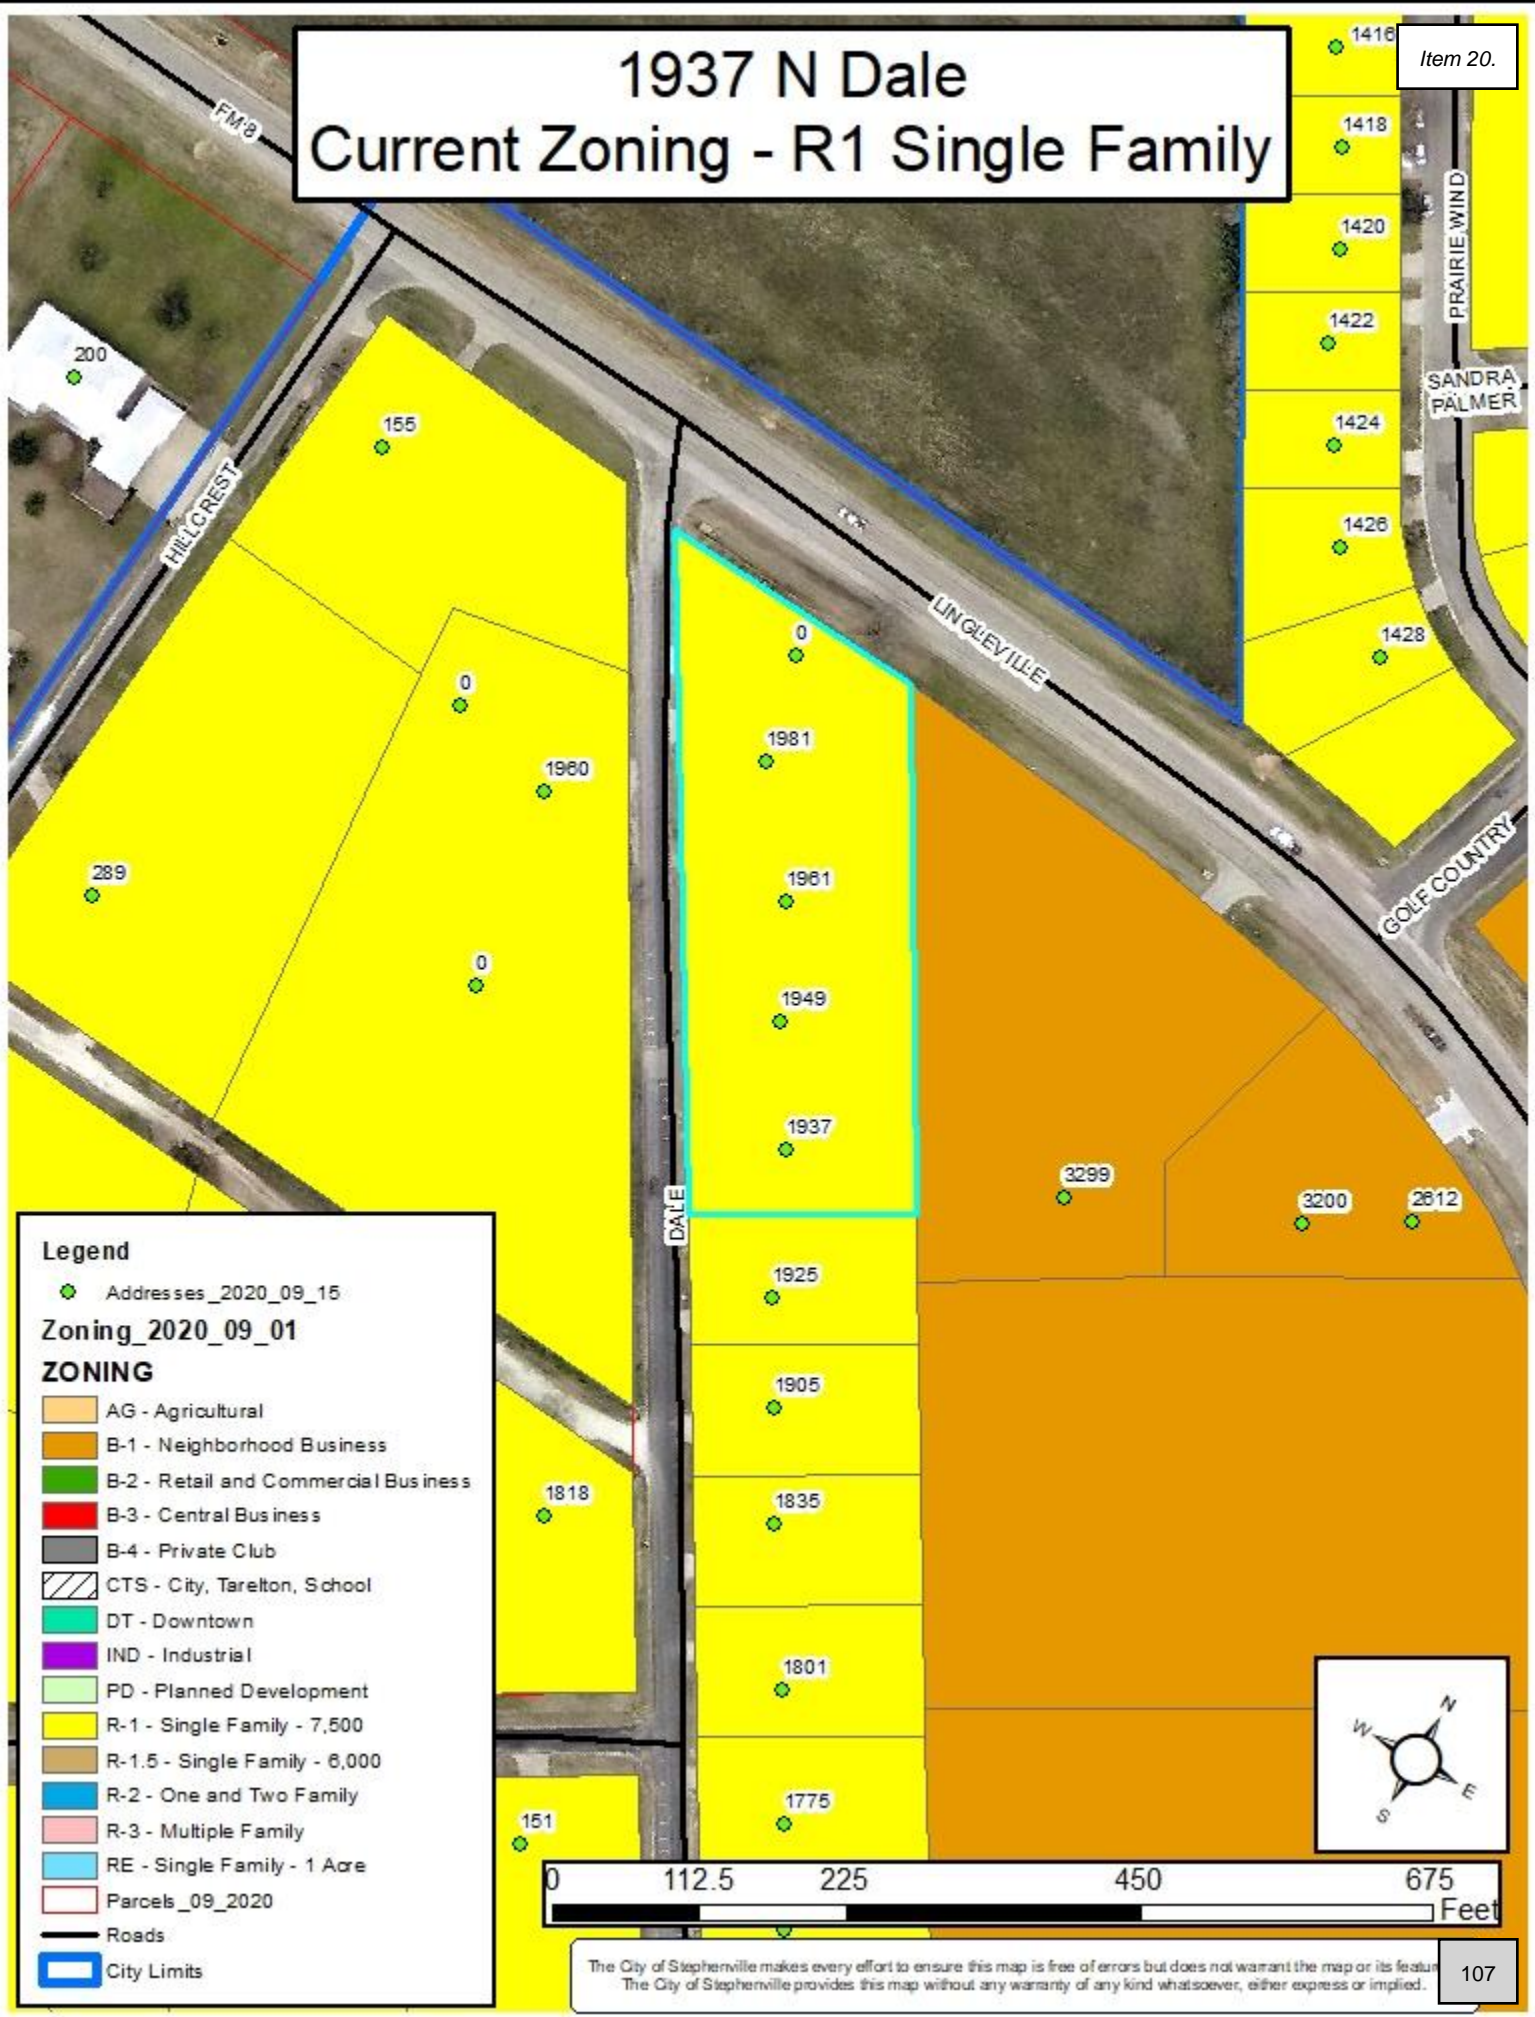 1937 N Dale
Current Zoning - R1 Single Family
Item 20.
FM 8
1416
1418
1420
1422
1424
1426
1428
PRAIRIE WIND
SANDRA
PALMER
200
155
HILLCREST
LINGLEVILLE
0
0
1981
1960
1961
289
0
1949
GOLF COUNTRY
1937
3299
3200
2612
DALE
1925
1905
1835
1818
1801
1775
151
Legend
Addresses_2020_09_15
Zoning_2020_09_01
ZONING
AG - Agricultural
B-1 - Neighborhood Business
B-2 - Retail and Commercial Business
B-3 - Central Business
B-4 - Private Club
CTS - City, Tarelton, School
DT - Downtown
IND - Industrial
PD - Planned Development
R-1 - Single Family - 7,500
R-1.5 - Single Family - 6,000
R-2 - One and Two Family
R-3 - Multiple Family
RE - Single Family - 1 Acre
Parcels_09_2020
Roads
City Limits
N
W
E
S
0 112.5 225 450 675
Feet
The City of Stephenville makes every effort to ensure this map is free of errors but does not warrant the map or its featur
The City of Stephenville provides this map without any warranty of any kind whatsoever, either express or implied.
107